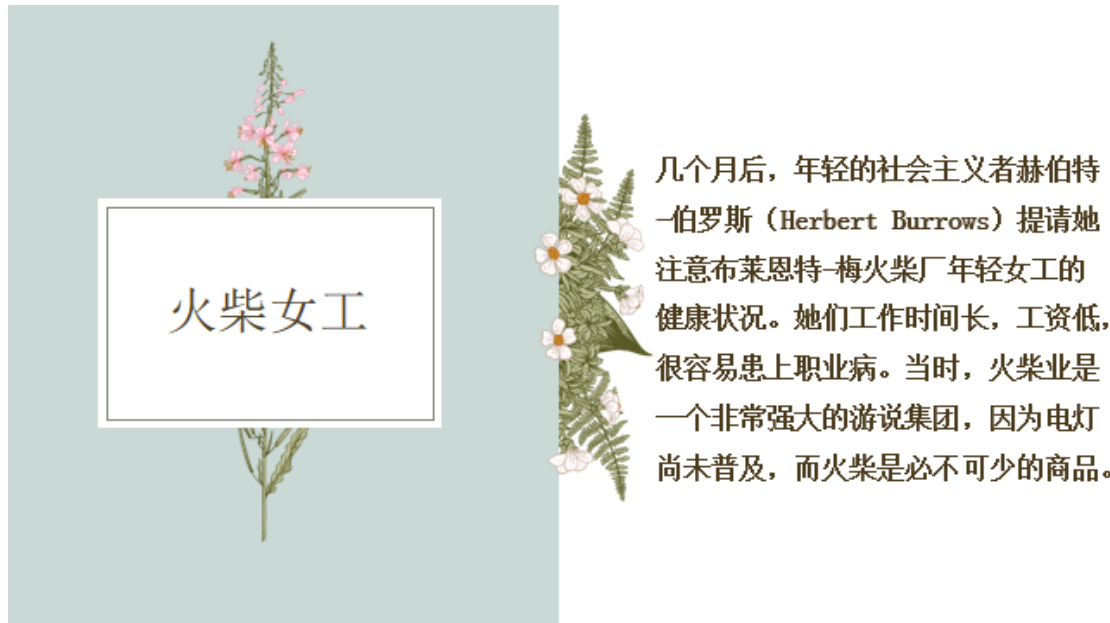 火柴女工
几个月后，年轻的社会主义者赫伯特
-伯罗斯（Herbert Burrows）提请她
注意布莱恩特-梅火柴厂年轻女工的
健康状况。她们工作时间长，工资低，
很容易患上职业病。当时，火柴业是
一个非常强大的游说集团，因为电灯
尚未普及，而火柴是必不可少的商品。